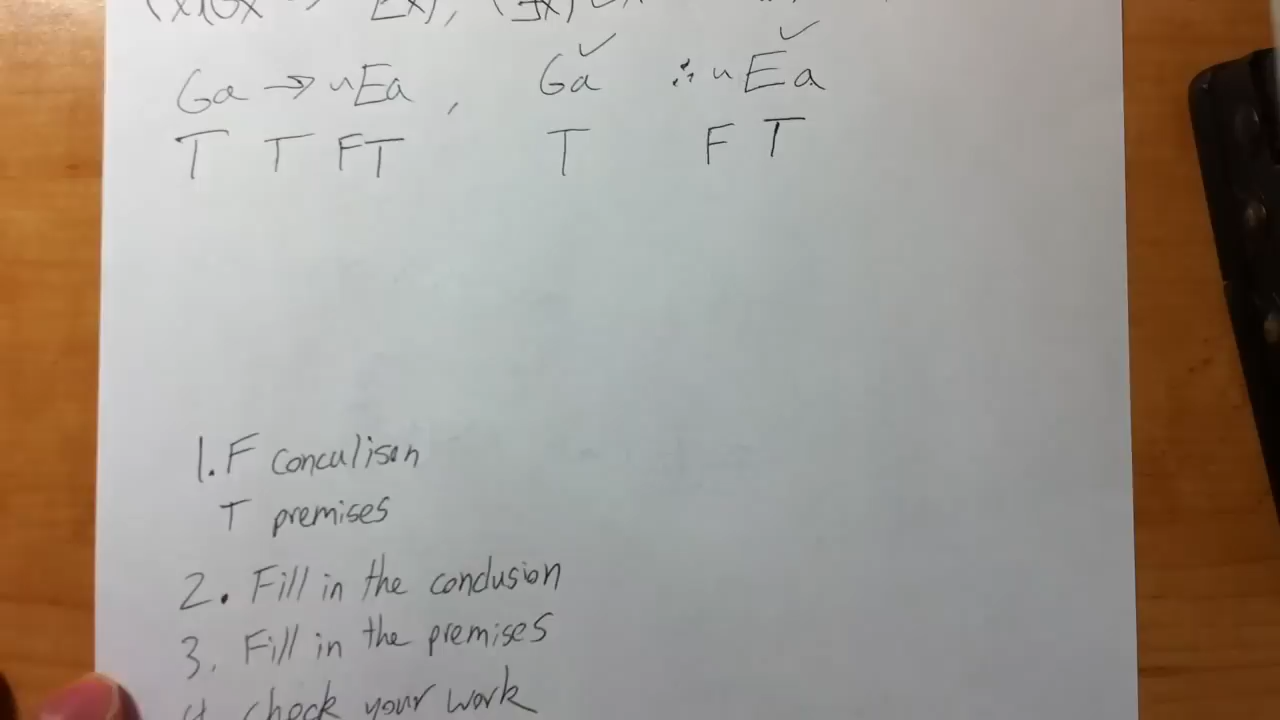 Ga → ~Ea, Ga ✓ ∴ ~Ea ✓
T T F T T F T
1. F conculison
T premises
2. Fill in the conclusion
3. Fill in the premises
4. check your work